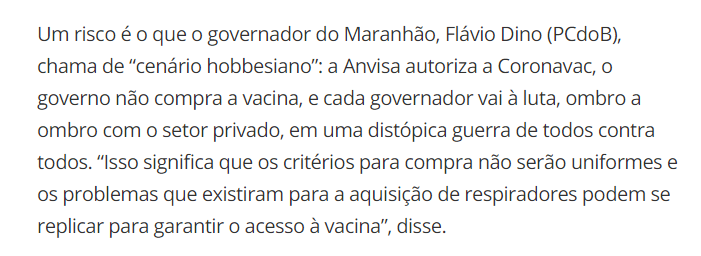 Um risco é o que o governador do Maranhão, Flávio Dino (PCdoB),
chama de “cenário hobbesiano”: a Anvisa autoriza a Coronavac, o
governo não compra a vacina, e cada governador vai à luta, ombro a
ombro com o setor privado, em uma distópica guerra de todos contra
todos. “Isso significa que os critérios para compra não serão uniformes e
os problemas que existiram para a aquisição de respiradores podem se
replicar para garantir o acesso à vacina”, disse.